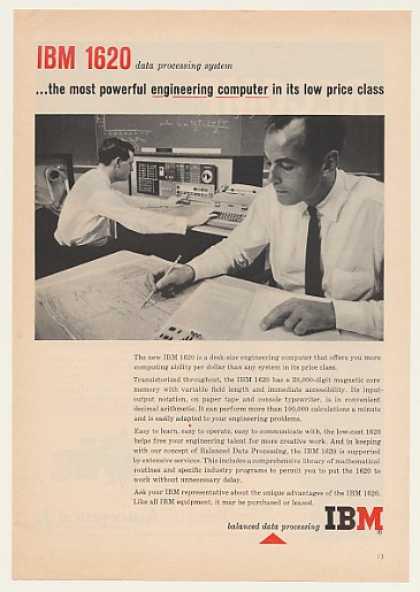 IBM 1620 data processing system
...the most powerful engineering computer in its low price class
The new IBM 1620 is a desk-size engineering computer that offers you more
computing ability per dollar than any system in its price class.
Transistorized throughout, the IBM 1620 has a 20,000-digit magnetic core
memory with variable field length and immediate accessibility. Its input-
output notation, on paper tape and console typewriter, is in convenient
decimal arithmetic. It can perform more than 100,000 calculations a minute
and is easily adapted to your engineering problems.
Easy to learn, easy to operate, easy to communicate with, the low-cost 1620
helps free your engineering talent for more creative work. And in keeping
with our concept of Balanced Data Processing, the IBM 1620 is supported
by extensive services. This includes a comprehensive library of mathematical
routines and specific industry programs to permit you to put the 1620 to
work without unnecessary delay.
Ask your IBM representative about the unique advantages of the IBM 1620.
Like all IBM equipment, it may be purchased or leased.
balanced data processing IBM®